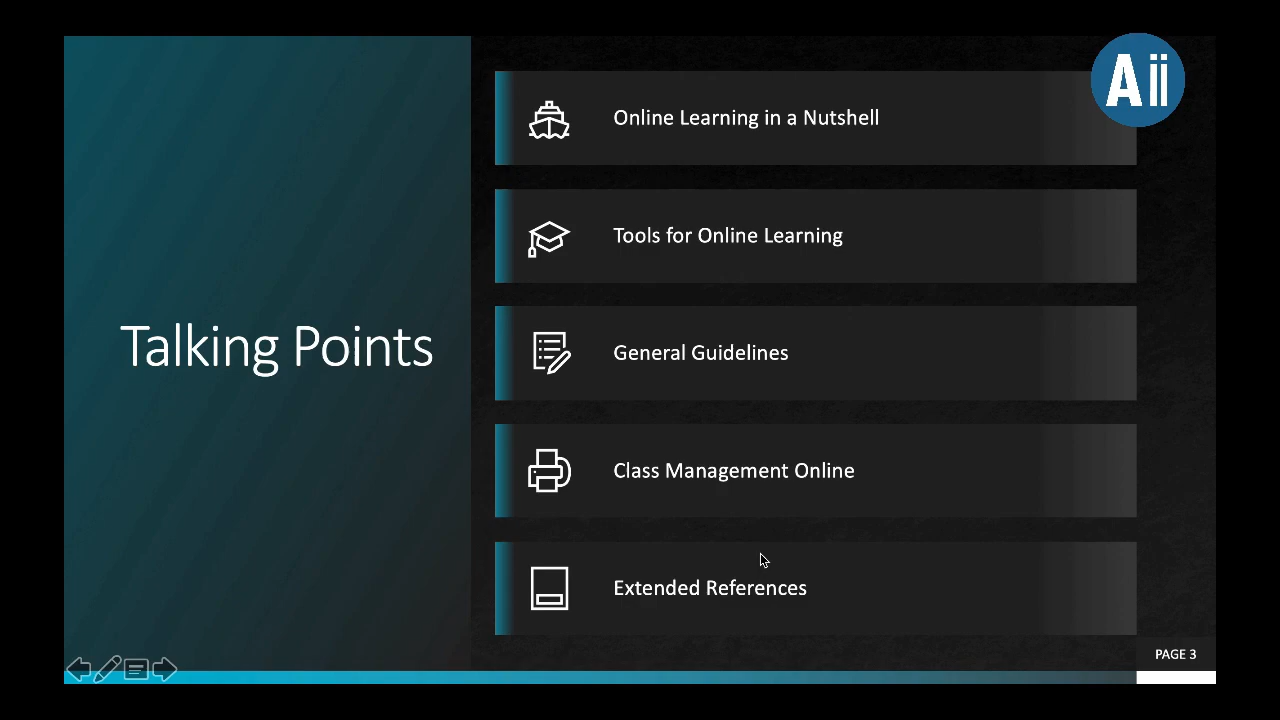 Aii
Online Learning in a Nutshell
Tools for Online Learning
Talking Points
General Guidelines
Class Management Online
Extended References
PAGE 3